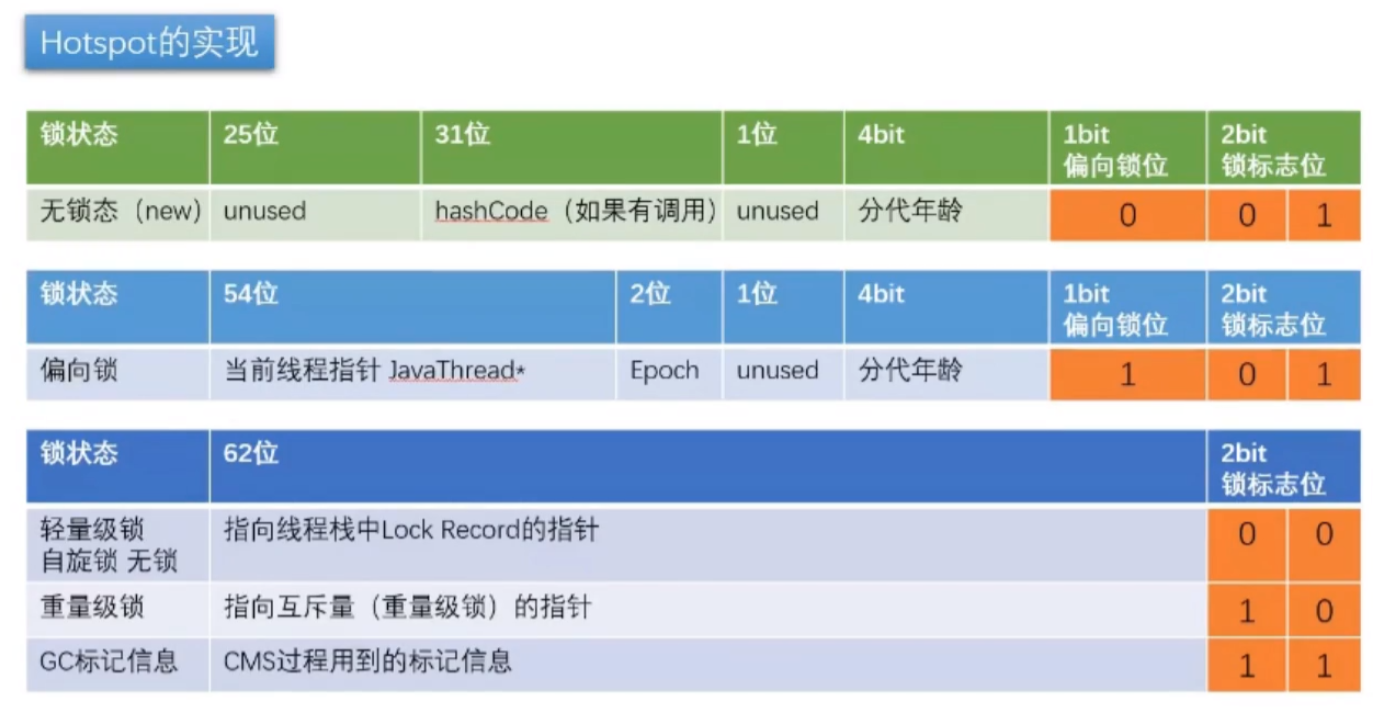 Hotspot的实现
锁状态 25位 31位 1位 4bit 1bit 2bit
偏向锁位 锁标志位
无锁态（new） unused hashCode（如果有调用） unused 分代年龄 0 0 1
锁状态 54位 2位 1位 4bit 1bit 2bit
偏向锁位 锁标志位
偏向锁 当前线程指针 JavaThread* Epoch unused 分代年龄 1 0 1
锁状态 62位 2bit
锁标志位
轻量级锁 指向线程栈中Lock Record的指针 0 0
自旋锁 无锁
重量级锁 指向互斥量（重量级锁）的指针 1 0
GC标记信息 CMS过程用到的标记信息 1 1